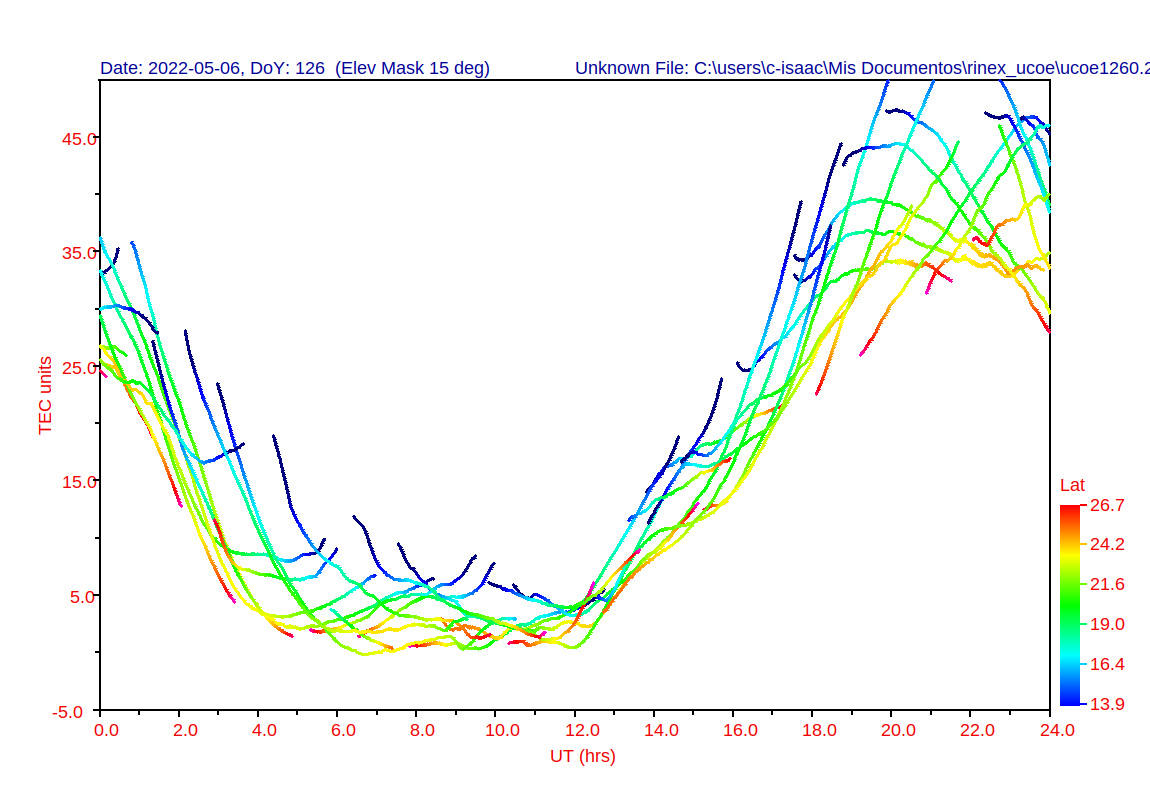 Date: 2022-05-06, DoY: 126  (Elev Mask 15 deg)
Unknown File: C:\users\c-isaac\Mis Documentos\rinex_ucoe\ucoe1260.2
45.0
35.0
25.0
15.0
5.0
-5.0
TEC units
0.0 2.0 4.0 6.0 8.0 10.0 12.0 14.0 16.0 18.0 20.0 22.0 24.0
UT (hrs)
Lat
26.7
24.2
21.6
19.0
16.4
13.9